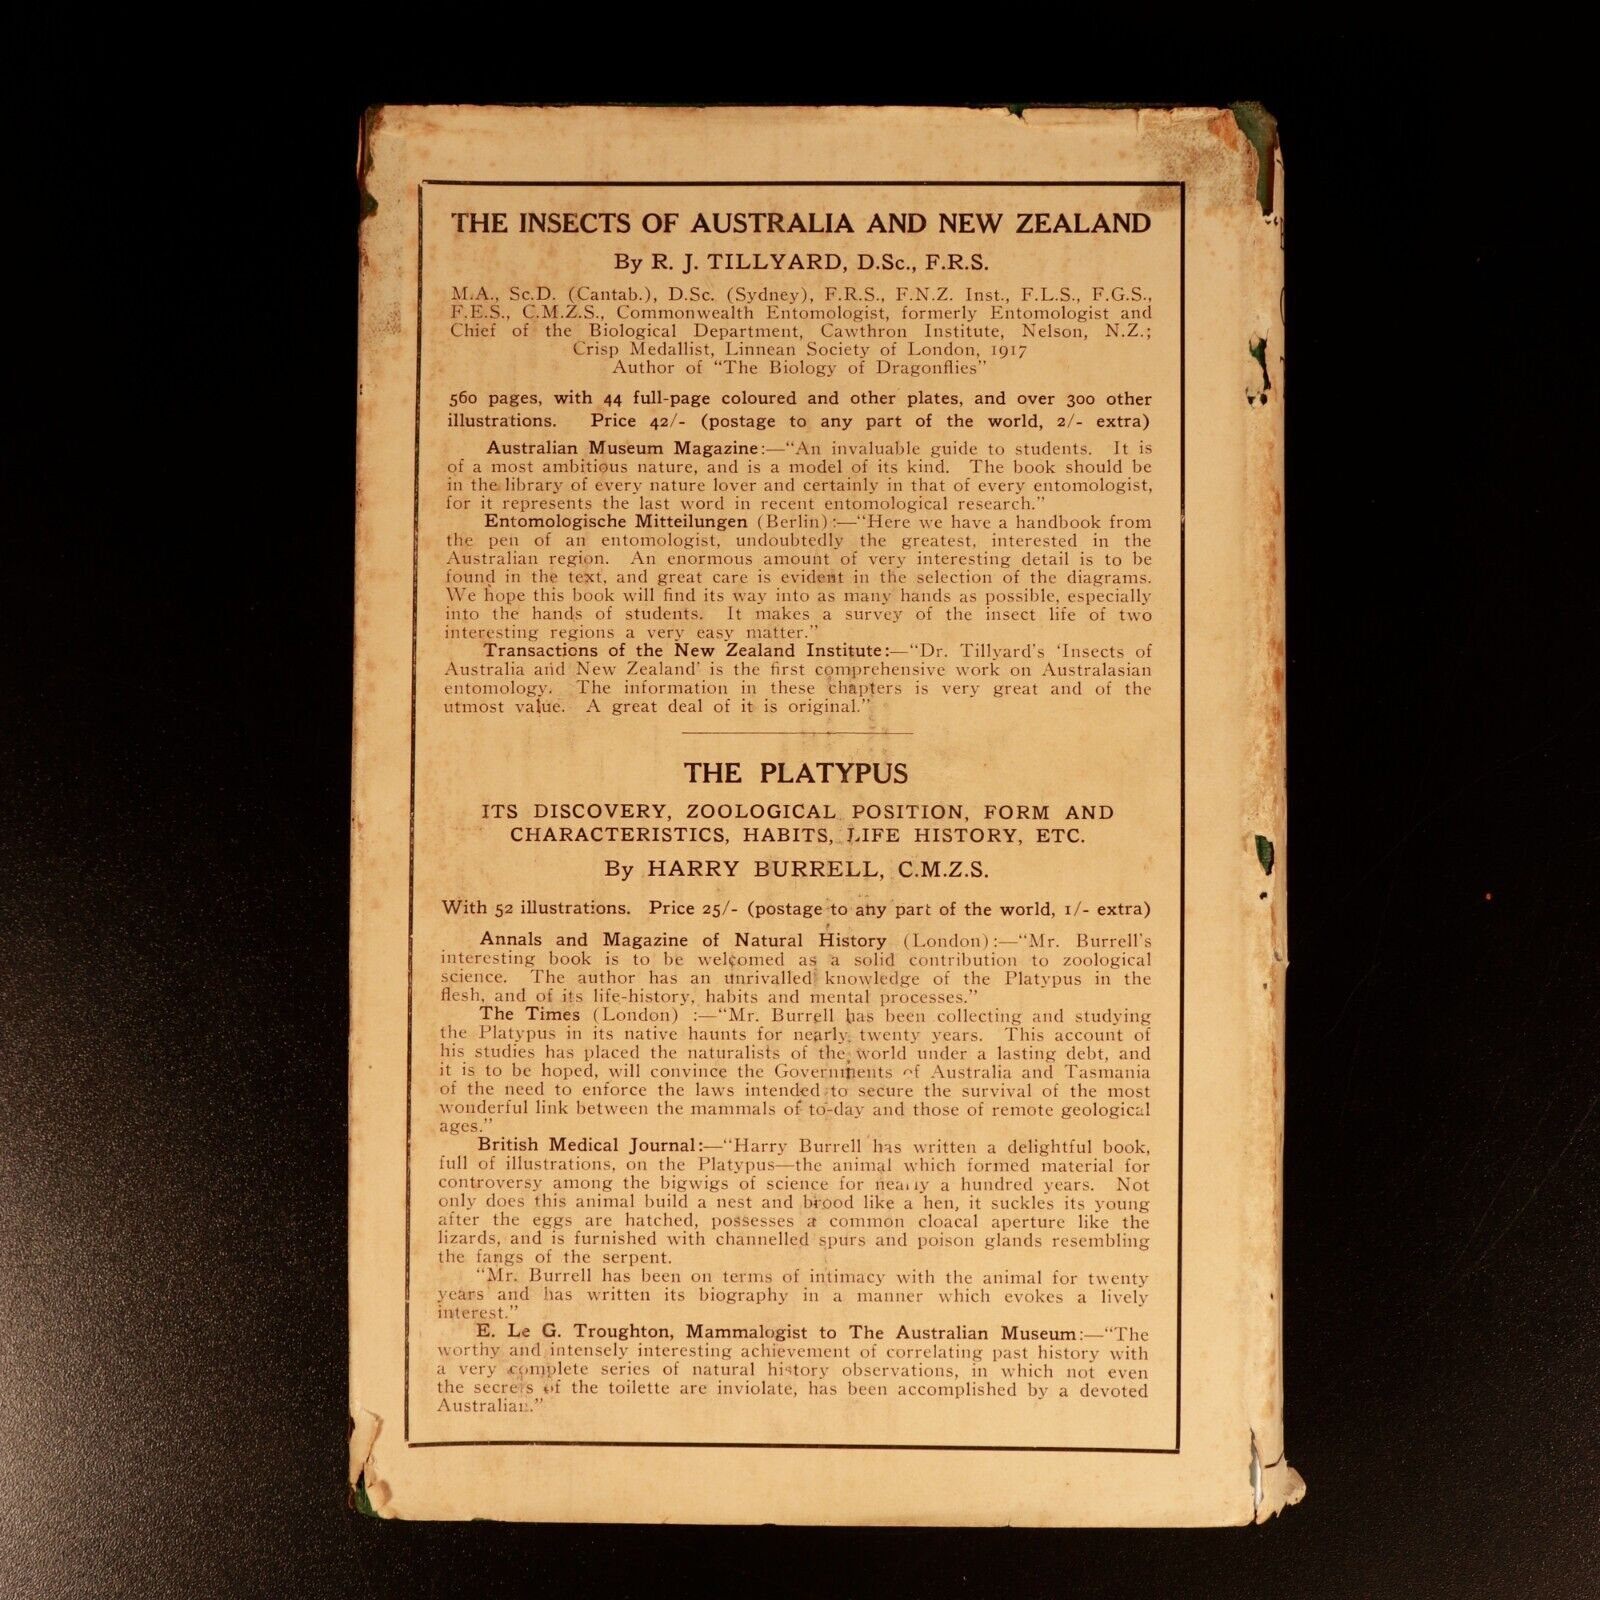 THE INSECTS OF AUSTRALIA AND NEW ZEALAND
By R. J. TILLYARD, D.Sc., F.R.S.
M.A., Sc.D. (Cantab.), D.Sc. (Sydney), F.R.S., F.N.Z. Inst., F.L.S., F.G.S.,
F.E.S., C.M.Z.S., Commonwealth Entomologist, formerly Entomologist and
Chief of the Biological Department, Cawthron Institute, Nelson, N.Z.;
Crisp Medallist, Linnean Society of London, 1917
Author of "The Biology of Dragonflies"
560 pages, with 44 full-page coloured and other plates, and over 300 other
illustrations. Price 42/- (postage to any part of the world, 2/- extra)
Australian Museum Magazine:—"An invaluable guide to students. It is
of a most ambitious nature, and is a model of its kind. The book should be
in the library of every nature lover and certainly in that of every entomologist,
for it represents the last word in recent entomological research."
Entomologische Mitteilungen (Berlin):—"Here we have a handbook from
the pen of an entomologist, undoubtedly the greatest, interested in the
Australian region. An enormous amount of very interesting detail is to be
found in the text, and great care is evident in the selection of the diagrams.
We hope this book will find its way into as many hands as possible, especially
into the hands of students. It makes a survey of the insect life of two
interesting regions a very easy matter."
Transactions of the New Zealand Institute:—"Dr. Tillyard's 'Insects of
Australia and New Zealand' is the first comprehensive work on Australasian
entomology. The information in these chapters is very great and of the
utmost value. A great deal of it is original."
THE PLATYPUS
ITS DISCOVERY, ZOOLOGICAL POSITION, FORM AND
CHARACTERISTICS, HABITS, LIFE HISTORY, ETC.
By HARRY BURRELL, C.M.Z.S.
With 52 illustrations. Price 25/- (postage to any part of the world, 1/- extra)
Annals and Magazine of Natural History (London):—"Mr. Burrell's
interesting book is to be welcomed as a solid contribution to zoological
science. The author has an unrivalled knowledge of the Platypus in the
flesh, and of its life-history, habits and mental processes."
The Times (London) :—"Mr. Burrell has been collecting and studying
the Platypus in its native haunts for nearly twenty years. This account of
his studies has placed the naturalists of the world under a lasting debt, and
it is to be hoped, will convince the Governments of Australia and Tasmania
of the need to enforce the laws intended to secure the survival of the most
wonderful link between the mammals of to-day and those of remote geological
ages."
British Medical Journal:—"Harry Burrell has written a delightful book,
full of illustrations, on the Platypus—the animal which formed material for
controversy among the bigwigs of science for nearly a hundred years. Not
only does this animal build a nest and brood like a hen, it suckles its young
after the eggs are hatched, possesses a common cloacal aperture like the
lizards, and is furnished with channelled spurs and poison glands resembling
the fangs of the serpent.
"Mr. Burrell has been on terms of intimacy with the animal for twenty
years and has written its biography in a manner which evokes a lively
interest."
E. Le G. Troughton, Mammalogist to The Australian Museum:—"The
worthy and intensely interesting achievement of correlating past history with
a very complete series of natural history observations, in which not even
the secrets of the toilette are inviolate, has been accomplished by a devoted
Australian."